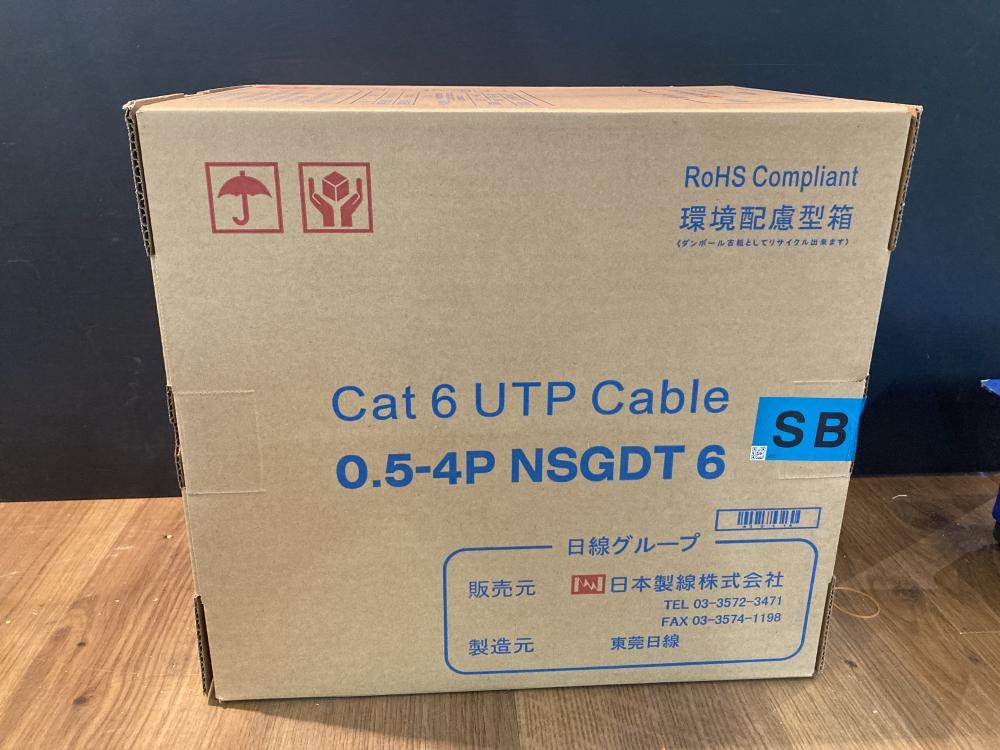 RoHS Compliant
環境配慮型箱
(ダンボール古紙としてリサイクル出来ます)
Cat 6 UTP Cable
SB
0.5-4P NSGDT 6
日線グループ
販売元 日本製線株式会社
TEL 03-3572-3471
FAX 03-3574-1198
製造元 東莞日線